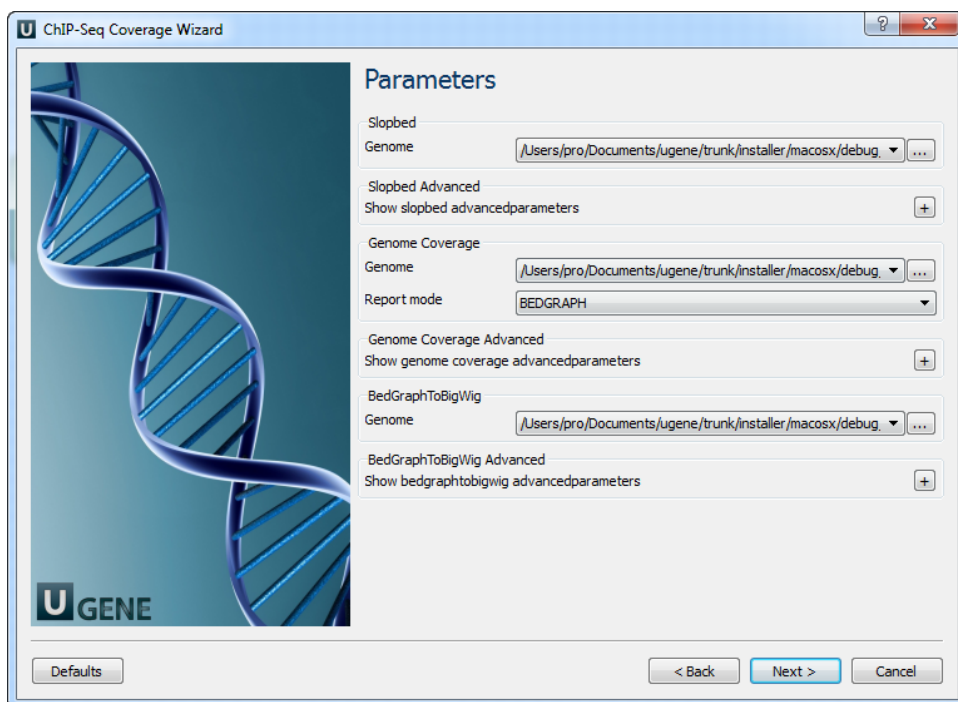 U ChIP-Seq Coverage Wizard
?
X
Parameters
Slopbed
Genome
/Users/pro/Documents/ugene/trunk/installer/macosx/debug. ...
Slopbed Advanced
Show slopbed advancedparameters +
Genome Coverage
Genome
/Users/pro/Documents/ugene/trunk/installer/macosx/debug. ...
Report mode
BEDGRAPH
Genome Coverage Advanced
Show genome coverage advancedparameters +
BedGraphToBigWig
Genome
/Users/pro/Documents/ugene/trunk/installer/macosx/debug. ...
BedGraphToBigWig Advanced
Show bedgraphtobigwig advancedparameters +
U GENE
Defaults
< Back
Next >
Cancel